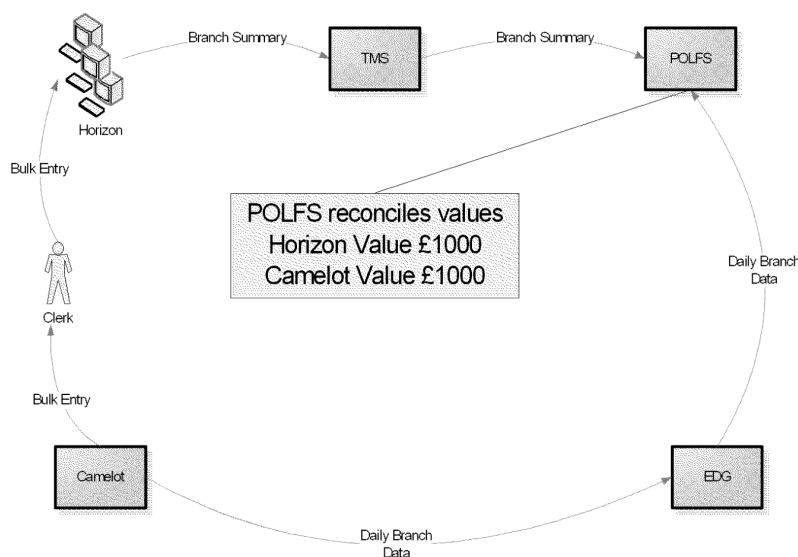 Branch Summary
Branch Summary
TMS
POLFS
Horizon
Bulk Entry
POLFS reconciles values
Horizon Value £1000
Camelot Value £1000
Daily Branch
Data
Clerk
Bulk Entry
Camelot
EDG
Daily Branch
Data